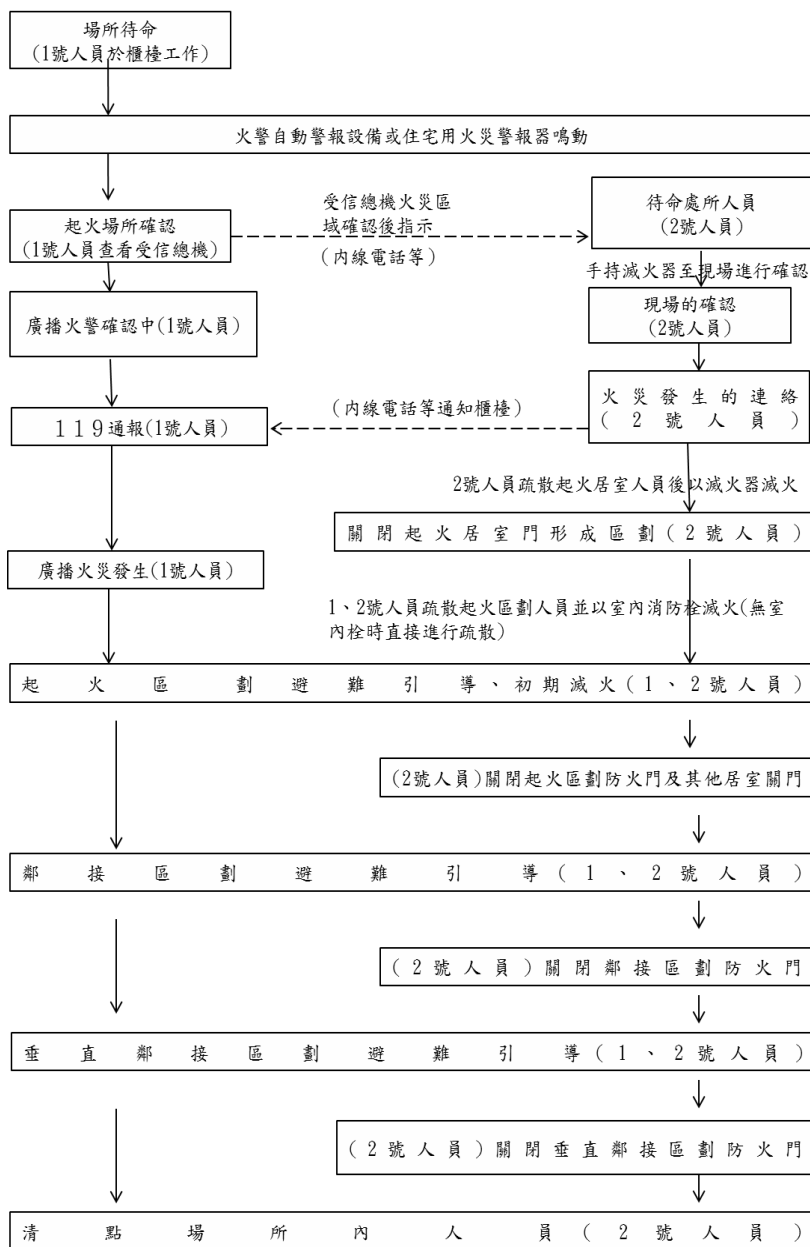 場所待命
(1號人員於櫃檯工作)
火警自動警報設備或住宅用火災警報器鳴動
起火場所確認
(1號人員查看受信總機)
受信總機火災區
域確認後指示
(內線電話等)
待命處所人員
(2號人員)
手持滅火器至現場進行確認
廣播火警確認中(1號人員)
現場的確認
(2號人員)
火災發生的連絡
(2號人員)
(內線電話等通知櫃檯)
119通報(1號人員)
2號人員疏散起火居室人員後以滅火器滅火
關閉起火居室門形成區劃(2號人員)
廣播火災發生(1號人員)
1、2號人員疏散起火區劃人員並以室內消防栓滅火(無室
內栓時直接進行疏散)
起火區劃避難引導、初期滅火(1、2號人員)
(2號人員)關閉起火區劃防火門及其他居室關門
鄰接區劃避難引導(1、2號人員)
(2號人員)關閉鄰接區劃防火門
垂直鄰接區劃避難引導(1、2號人員)
(2號人員)關閉垂直鄰接區劃防火門
清點場所內人員(2號人員)